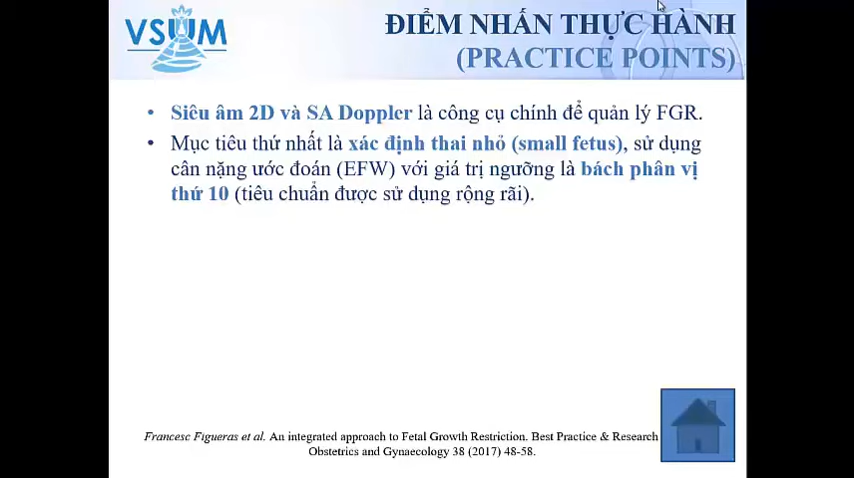 VSUM
ĐIỂM NHẤN THỰC HÀNH
(PRACTICE POINTS)
• Siêu âm 2D và SA Doppler là công cụ chính để quản lý FGR.
• Mục tiêu thứ nhất là xác định thai nhỏ (small fetus), sử dụng
cân nặng ước đoán (EFW) với giá trị ngưỡng là bách phân vị
thứ 10 (tiêu chuẩn được sử dụng rộng rãi).
Francesc Figueras et al. An integrated approach to Fetal Growth Restriction. Best Practice & Research
Obstetrics and Gynaecology 38 (2017) 48-58.